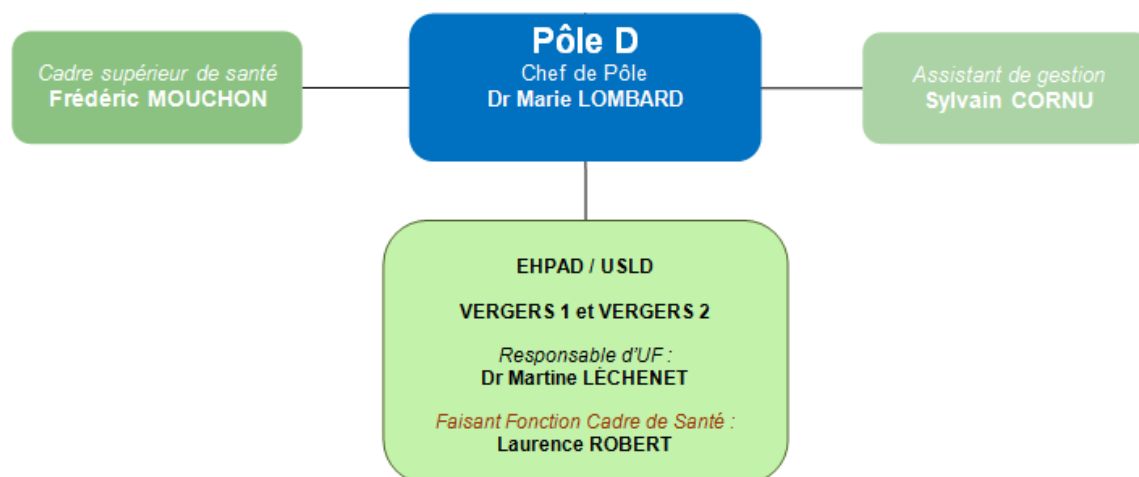 Cadre supérieur de santé
Frédéric MOUCHON
Pôle D
Chef de Pôle
Dr Marie LOMBARD
Assistant de gestion
Sylvain CORNU
EHPAD / USLD
VERGERS 1 et VERGERS 2
Responsable d'UF :
Dr Martine LÉCHENET
Faisant Fonction Cadre de Santé :
Laurence ROBERT